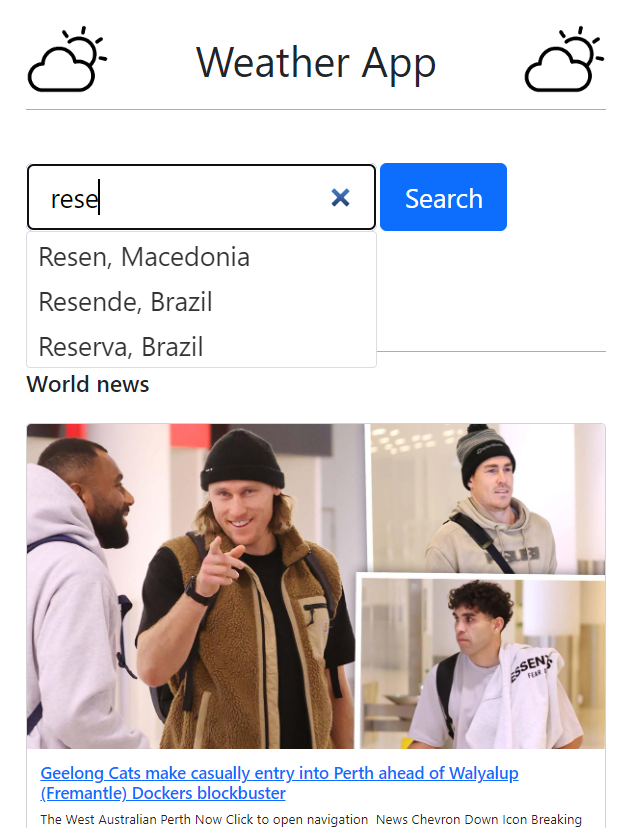 Weather App
rese
Search
Resen, Macedonia
Resende, Brazil
Reserva, Brazil
World news
ESSENT
FEAR
Geelong Cats make casually entry into Perth ahead of Walyalup
(Fremantle) Dockers blockbuster
The West Australian Perth Now Click to open navigation  News Chevron Down Icon Breaking